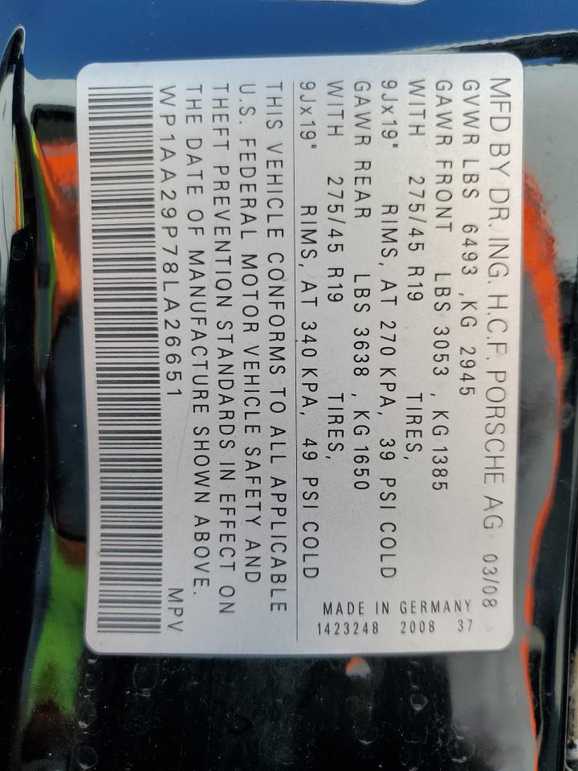 MFD BY DR. ING. H.C.F. PORSCHE AG 03/08
GVWR LBS 6493 ,KG 2945
GAWR FRONT LBS 3053 , KG 1385
WITH 275/45 R19 TIRES,
9Jx19" RIMS, AT 270 KPA, 39 PSI COLD
GAWR REAR LBS 3638 , KG 1650
WITH 275/45 R19 TIRES,
9Jx19" RIMS, AT 340 KPA, 49 PSI COLD
THIS VEHICLE CONFORMS TO ALL APPLICABLE
U.S. FEDERAL MOTOR VEHICLE SAFETY AND
THEFT PREVENTION STANDARDS IN EFFECT ON
THE DATE OF MANUFACTURE SHOWN ABOVE.
WP1AA29P78LA26651 MPV
MADE IN GERMANY
1423248 2008 37